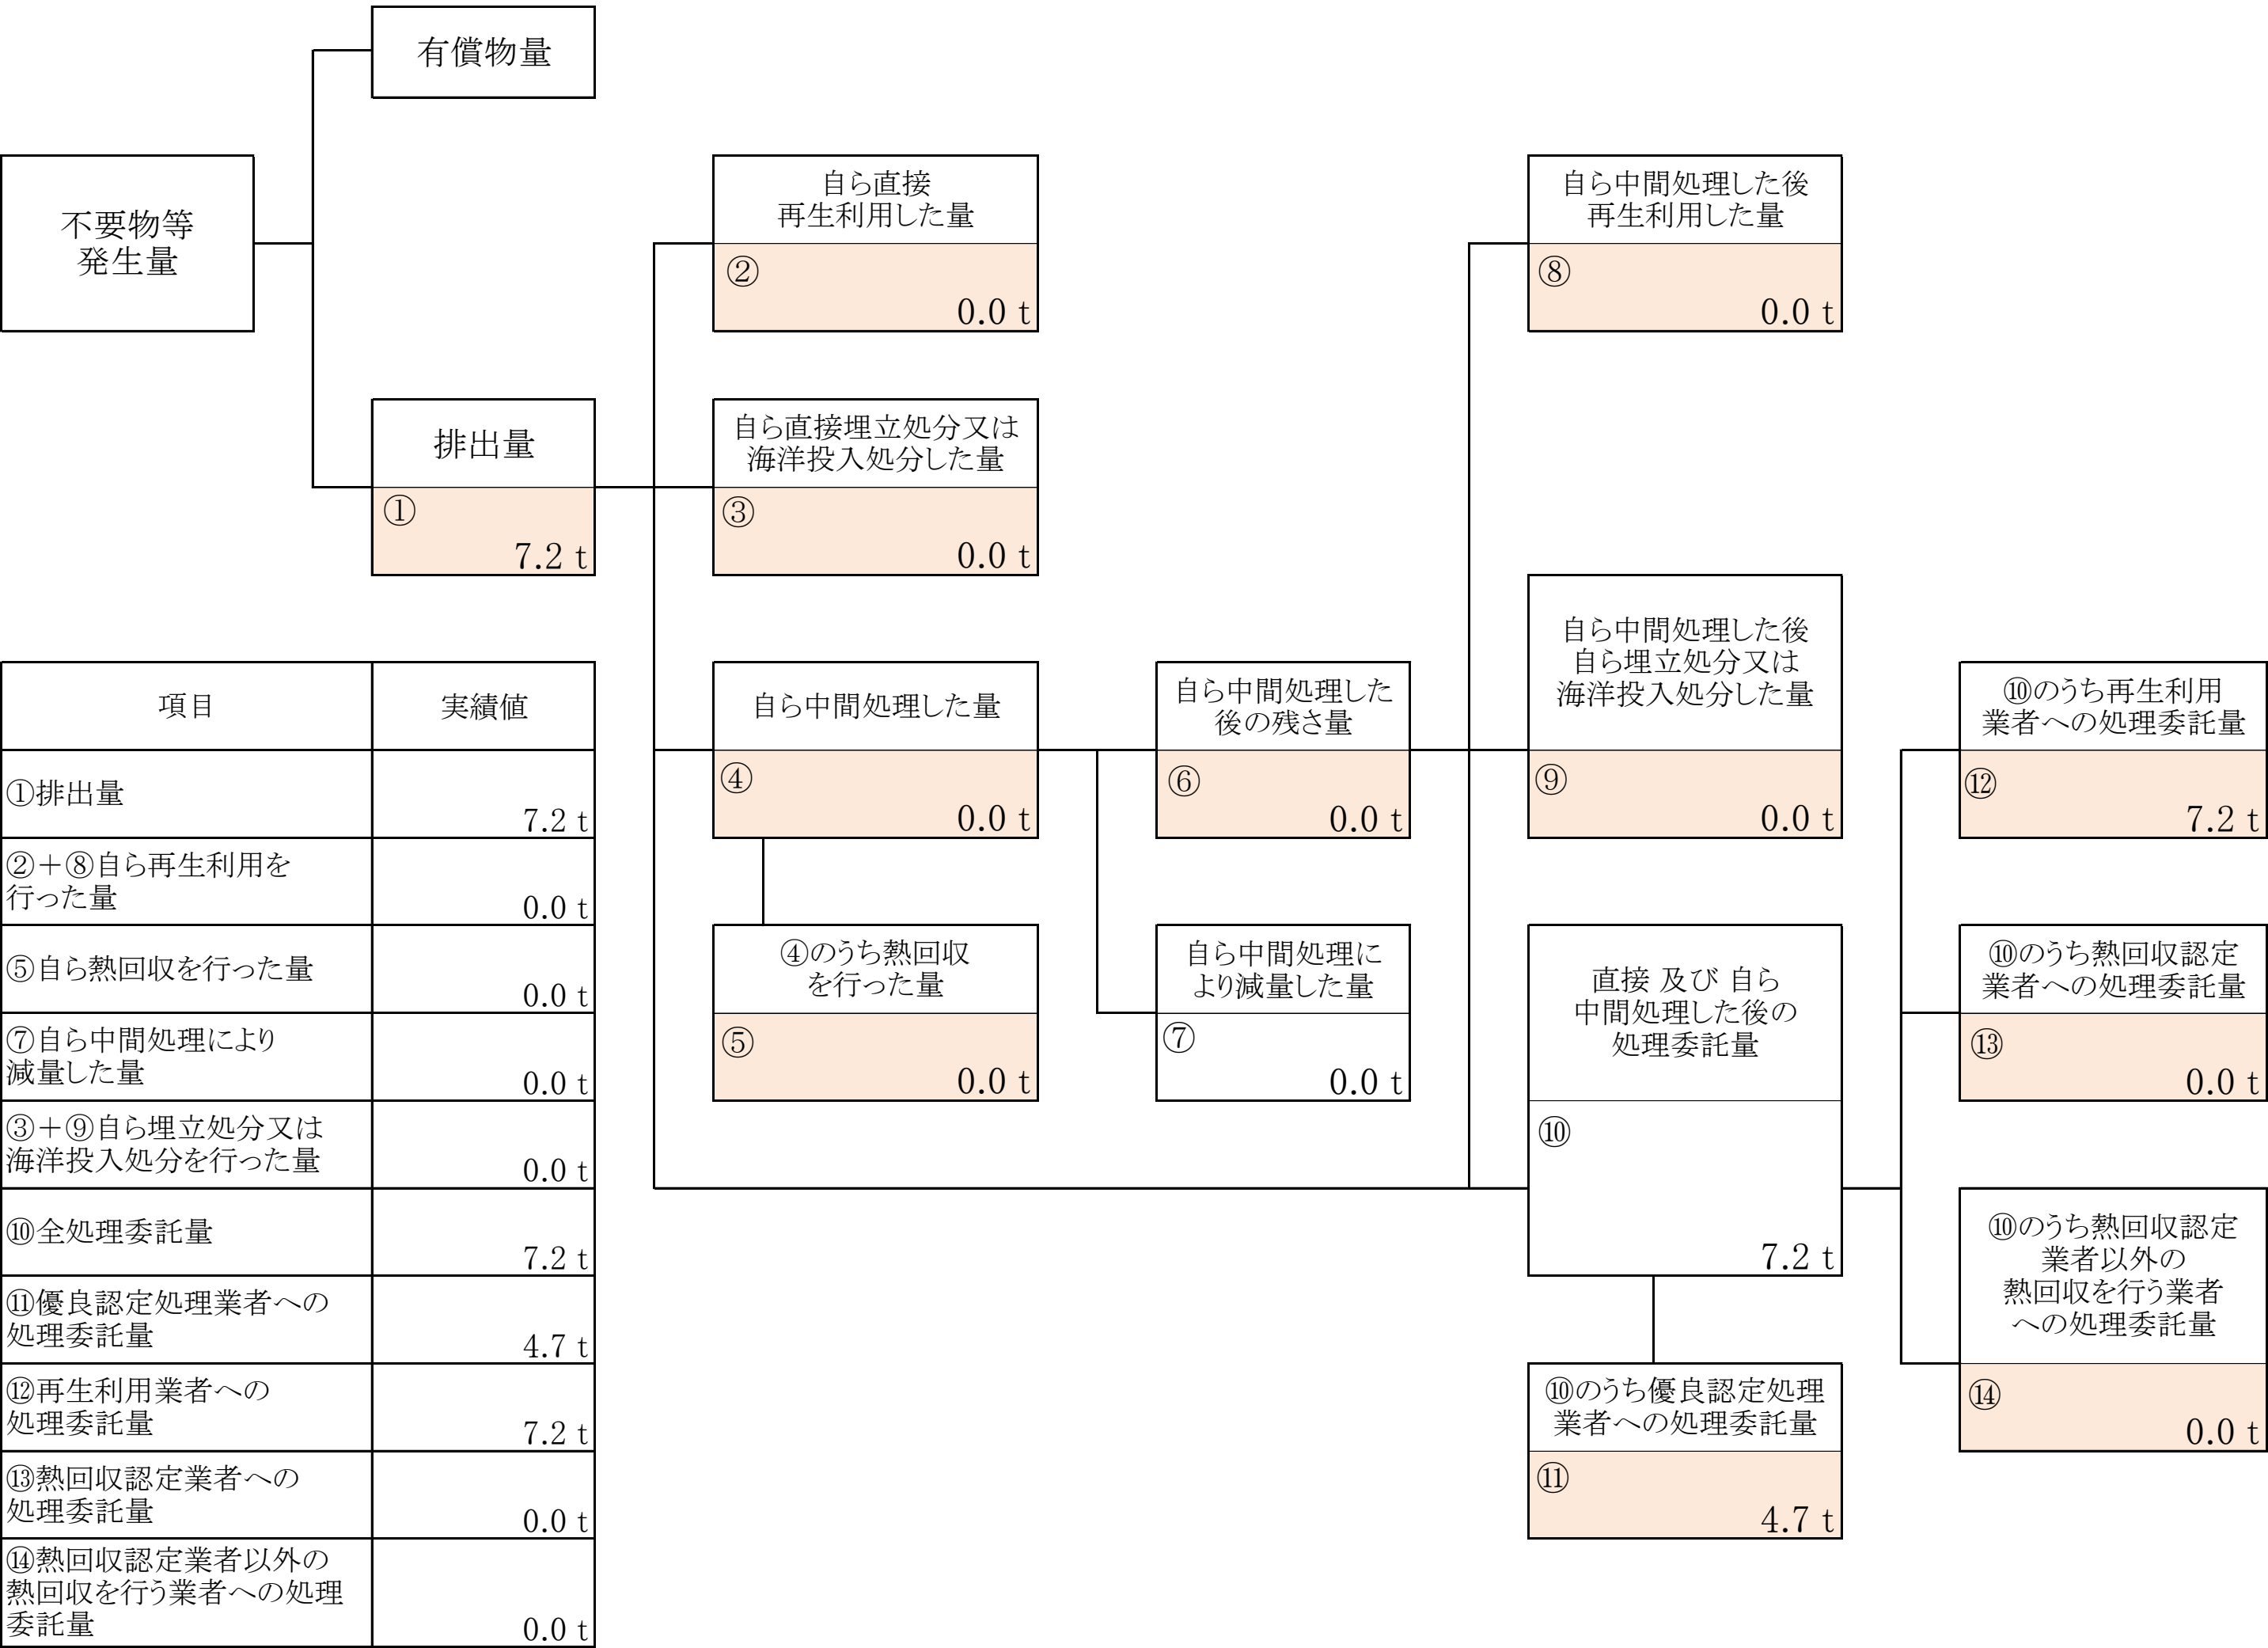 有償物量
不要物等
発生量
自ら直接
再生利用した量
②
0.0 t
自ら中間処理した後
再生利用した量
⑧
0.0 t
排出量
①
7.2 t
自ら直接埋立処分又は
海洋投入処分した量
③
0.0 t
自ら中間処理した量
④
0.0 t
自ら中間処理した
後の残さ量
⑥
0.0 t
自ら中間処理した後
自ら埋立処分又は
海洋投入処分した量
⑨
0.0 t
⑩のうち再生利用
業者への処理委託量
⑫
7.2 t
④のうち熱回収
を行った量
⑤
0.0 t
自ら中間処理に
より減量した量
⑦
0.0 t
直接 及び 自ら
中間処理した後の
処理委託量
⑩
7.2 t
⑩のうち熱回収認定
業者への処理委託量
⑬
0.0 t
⑩のうち熱回収認定
業者以外の
熱回収を行う業者
への処理委託量
⑭
0.0 t
⑩のうち優良認定処理
業者への処理委託量
⑪
4.7 t
項目
実績値
①排出量
7.2 t
②＋⑧自ら再生利用を
行った量
0.0 t
⑤自ら熱回収を行った量
0.0 t
⑦自ら中間処理により
減量した量
0.0 t
③＋⑨自ら埋立処分又は
海洋投入処分を行った量
0.0 t
⑩全処理委託量
7.2 t
⑪優良認定処理業者への
処理委託量
4.7 t
⑫再生利用業者への
処理委託量
7.2 t
⑬熱回収認定業者への
処理委託量
0.0 t
⑭熱回収認定業者以外の
熱回収を行う業者への処理
委託量
0.0 t